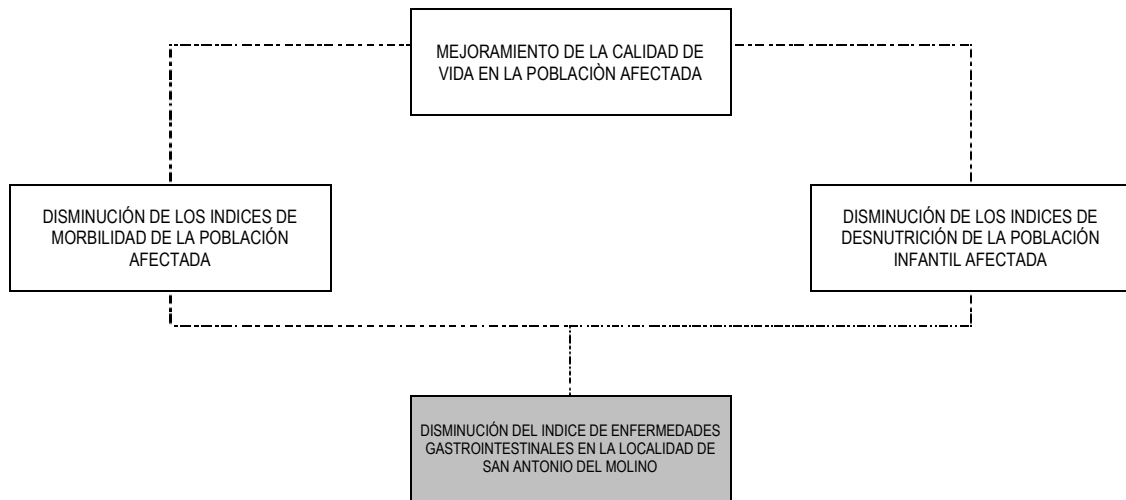 MEJORAMIENTO DE LA CALIDAD DE
VIDA EN LA POBLACIÒN AFECTADA
DISMINUCIÓN DE LOS INDICES DE
MORBILIDAD DE LA POBLACIÓN
AFECTADA
DISMINUCIÓN DE LOS INDICES DE
DESNUTRICIÓN DE LA POBLACIÓN
INFANTIL AFECTADA
DISMINUCIÓN DEL INDICE DE ENFERMEDADES
GASTROINTESTINALES EN LA LOCALIDAD DE
SAN ANTONIO DEL MOLINO